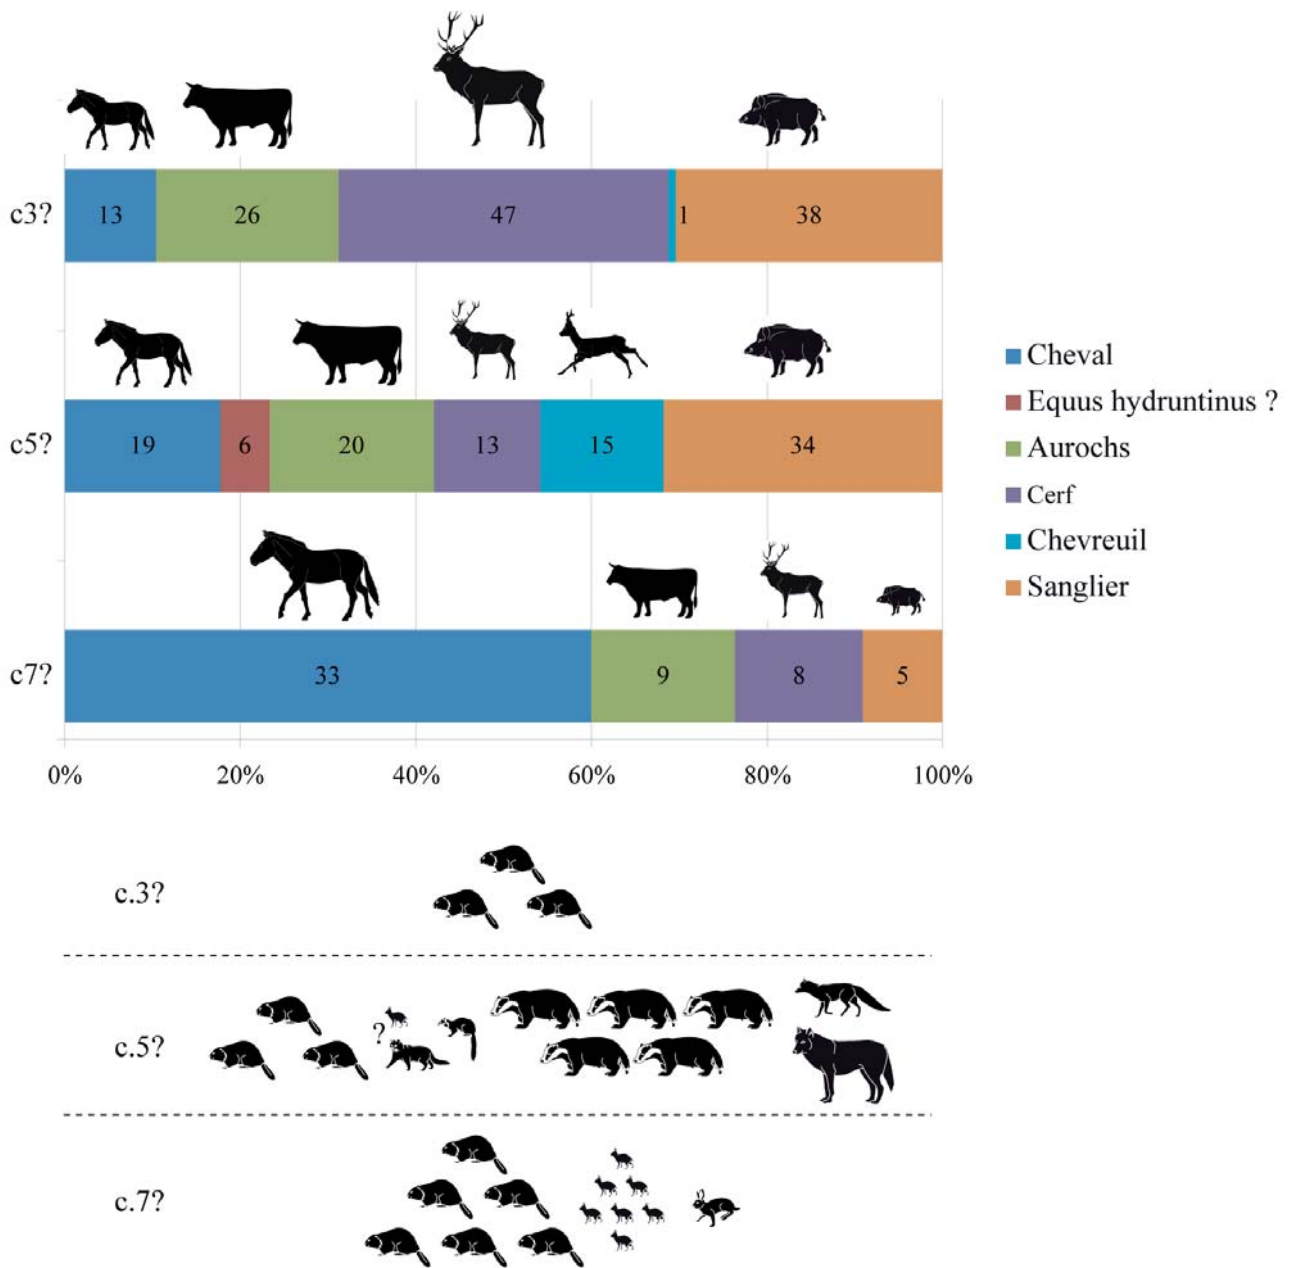 c3?
13 26 47 1 38
c5?
19 6 20 13 15 34
c7?
33 9 8 5
0% 20% 40% 60% 80% 100%
Cheval
Equus hydruntinus ?
Aurochs
Cerf
Chevreuil
Sanglier
c.3?
c.5?
?
c.7?